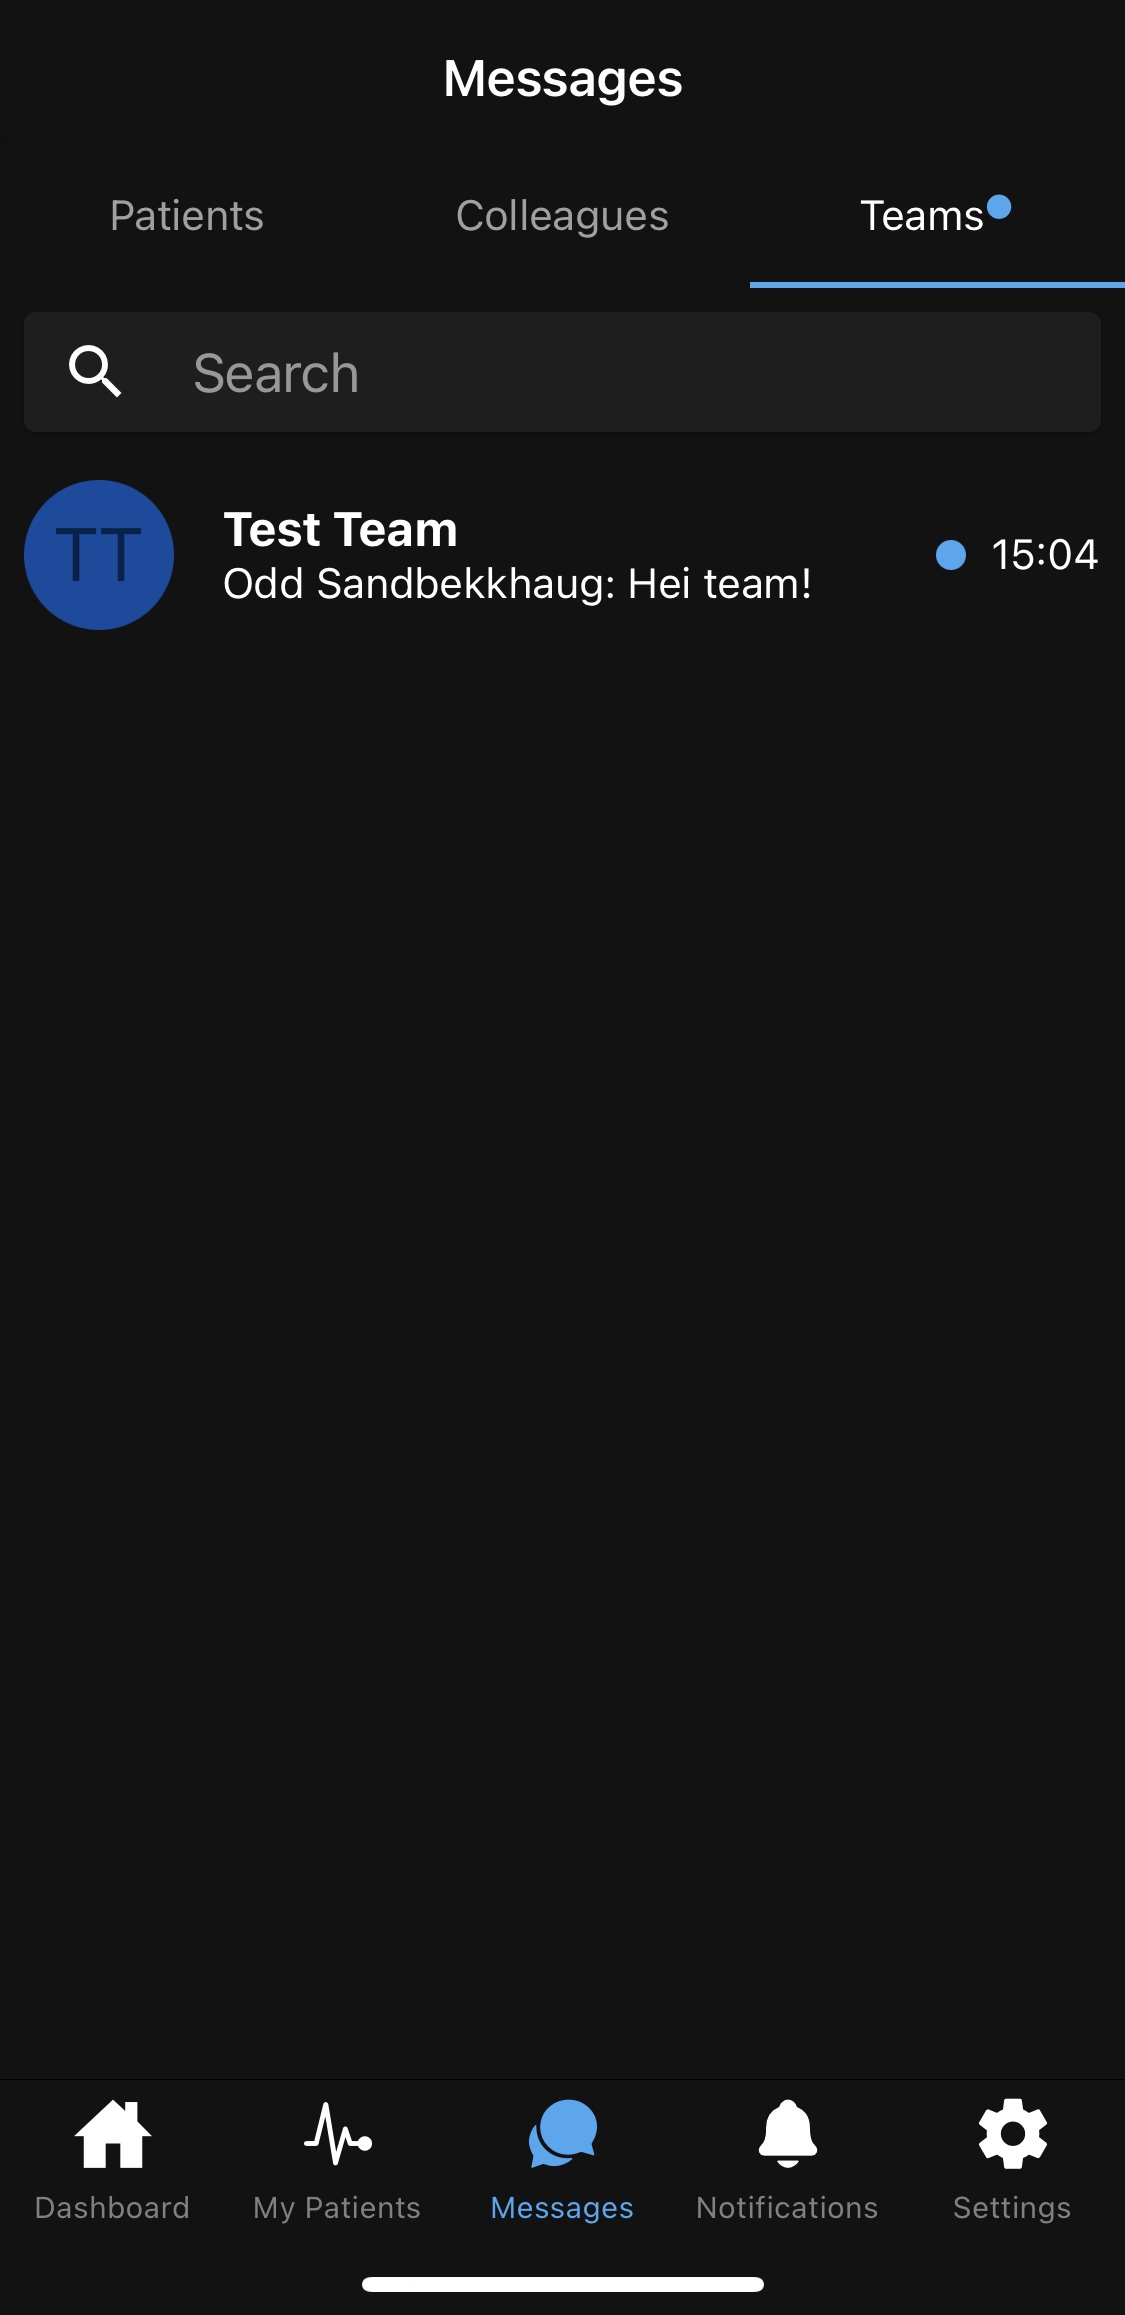 Messages
Patients
Colleagues
Teams
Search
TT
Test Team
Odd Sandbekkhaug: Hei team!
15:04
Dashboard
My Patients
Messages
Notifications
Settings